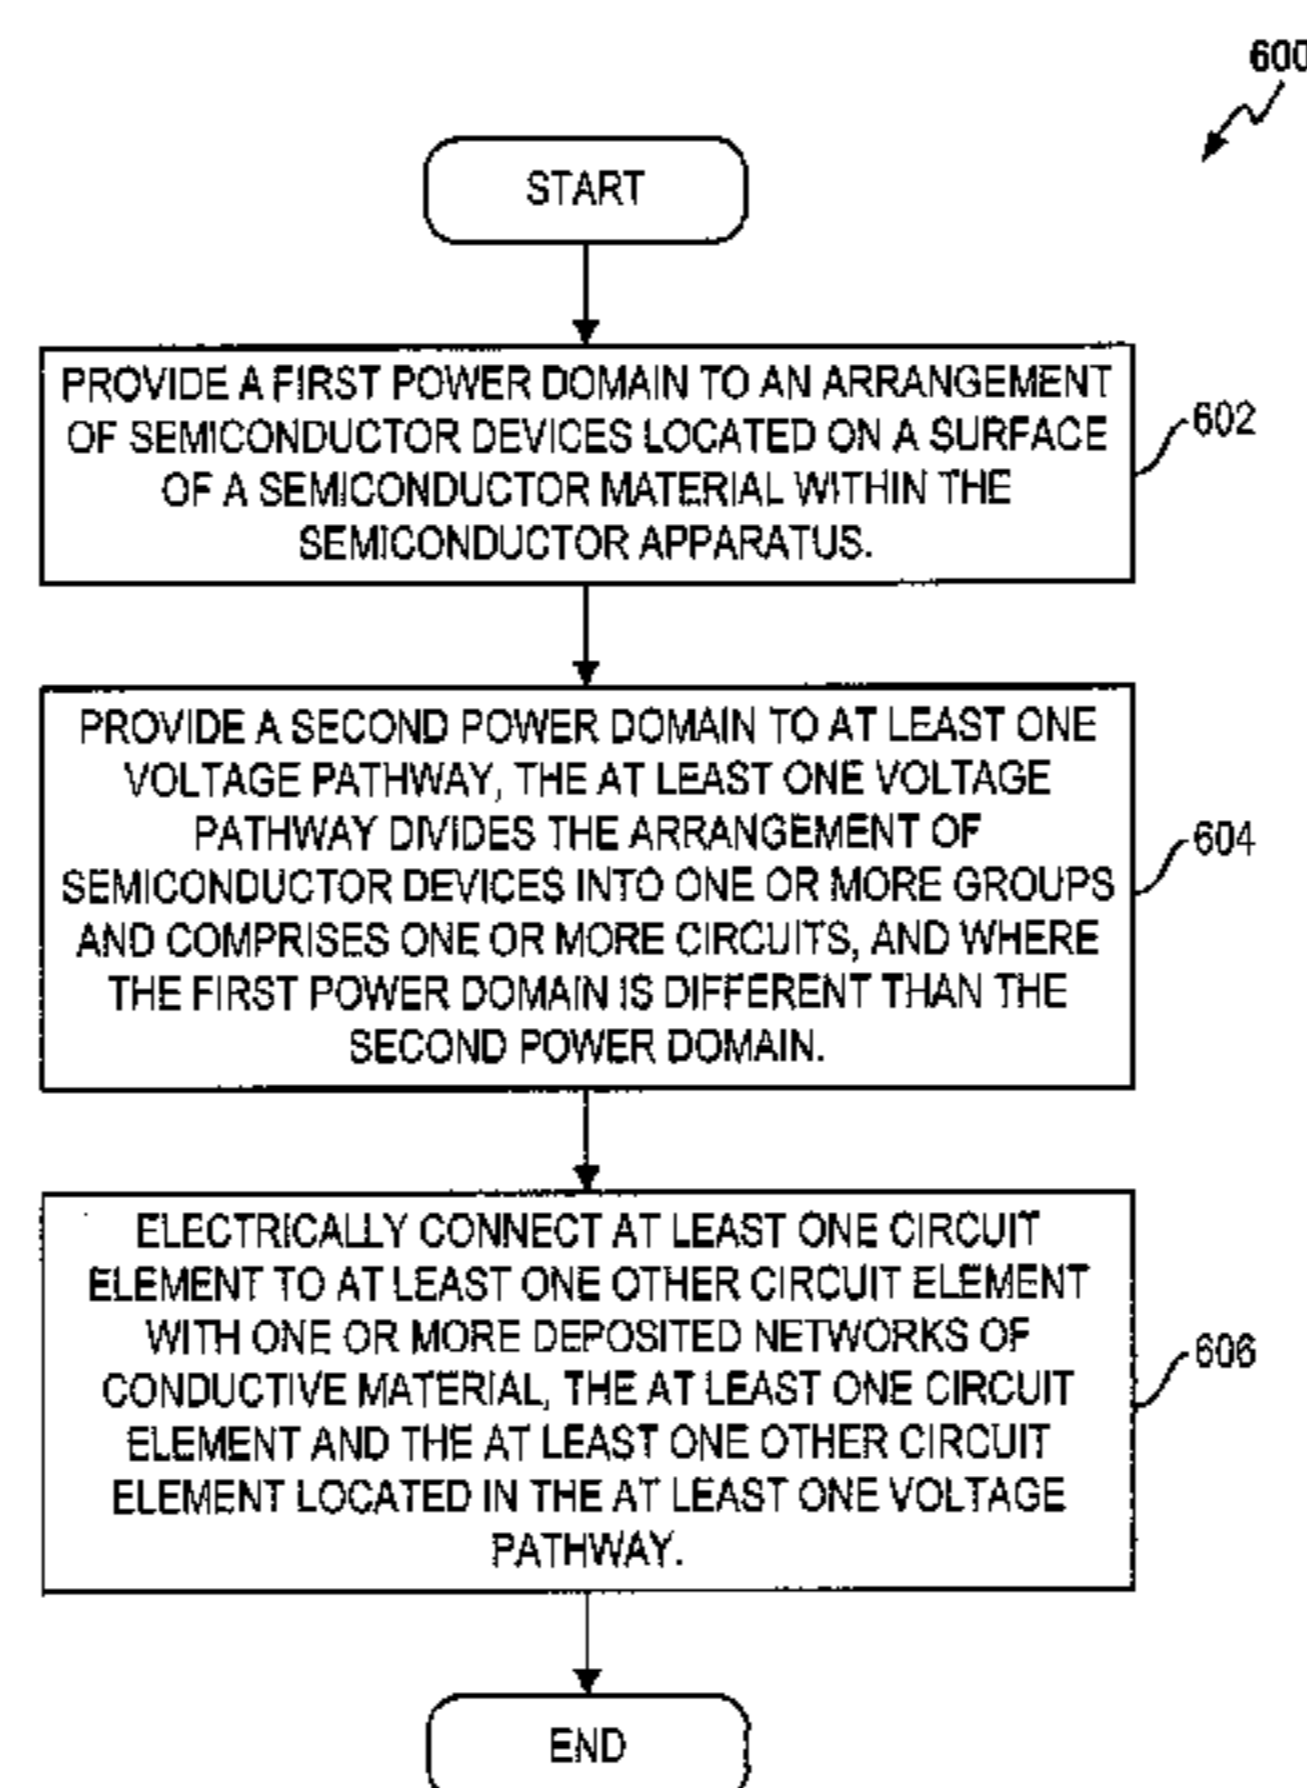 600
START
PROVIDE A FIRST POWER DOMAIN TO AN ARRANGEMENT
OF SEMICONDUCTOR DEVICES LOCATED ON A SURFACE
OF A SEMICONDUCTOR MATERIAL WITHIN THE
SEMICONDUCTOR APPARATUS.
602
PROVIDE A SECOND POWER DOMAIN TO AT LEAST ONE
VOLTAGE PATHWAY, THE AT LEAST ONE VOLTAGE
PATHWAY DIVIDES THE ARRANGEMENT OF
SEMICONDUCTOR DEVICES INTO ONE OR MORE GROUPS
AND COMPRISES ONE OR MORE CIRCUITS, AND WHERE
THE FIRST POWER DOMAIN IS DIFFERENT THAN THE
SECOND POWER DOMAIN.
604
ELECTRICALLY CONNECT AT LEAST ONE CIRCUIT
ELEMENT TO AT LEAST ONE OTHER CIRCUIT ELEMENT
WITH ONE OR MORE DEPOSITED NETWORKS OF
CONDUCTIVE MATERIAL, THE AT LEAST ONE CIRCUIT
ELEMENT AND THE AT LEAST ONE OTHER CIRCUIT
ELEMENT LOCATED IN THE AT LEAST ONE VOLTAGE
PATHWAY.
606
END